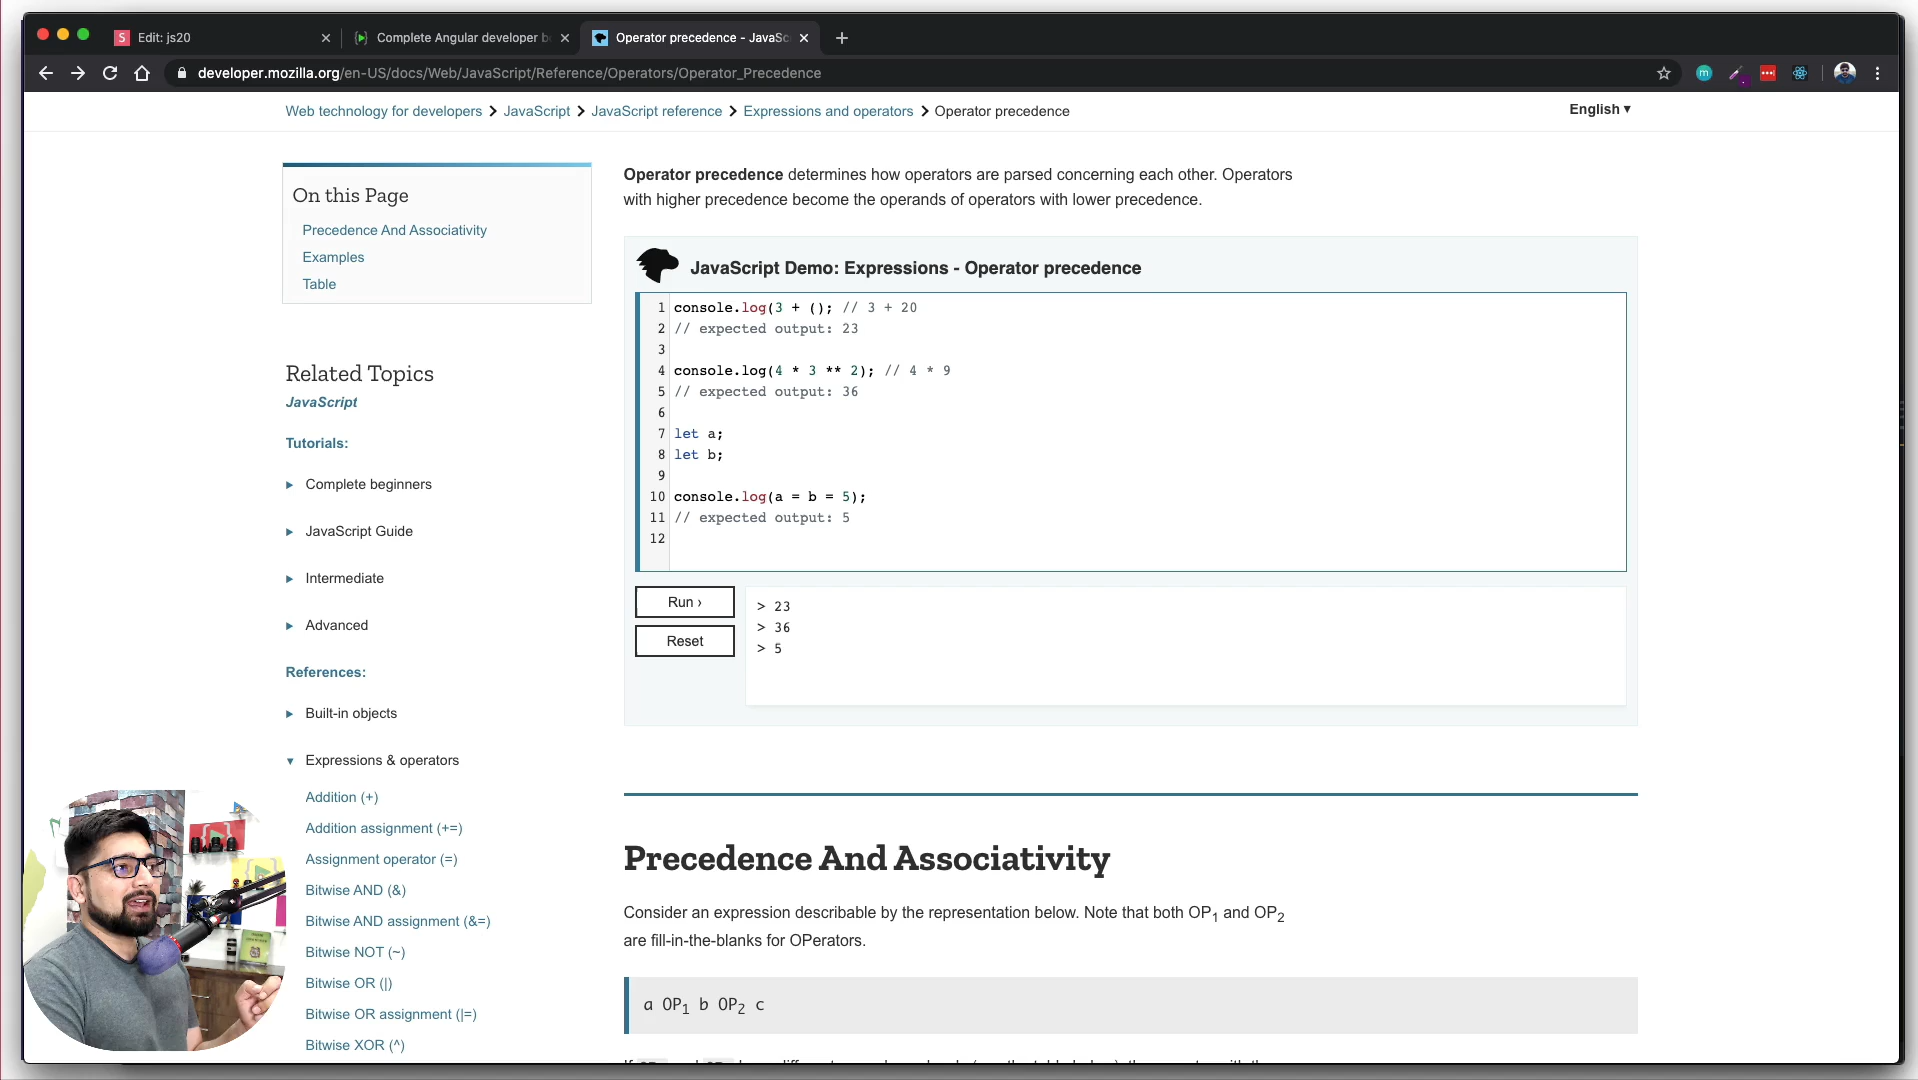 Edit: js20
Complete Angular developer b
Operator precedence - JavaSc
developer.mozilla.org/en-US/docs/Web/JavaScript/Reference/Operators/Operator_Precedence
Web technology for developers > JavaScript > JavaScript reference > Expressions and operators > Operator precedence
English ▾
On this Page
Precedence And Associativity
Examples
Table
Related Topics
JavaScript
Tutorials:
Complete beginners
JavaScript Guide
Intermediate
Advanced
References:
Built-in objects
Expressions & operators
Addition (+)
Addition assignment (+=)
Assignment operator (=)
Bitwise AND (&)
Bitwise AND assignment (&=)
Bitwise NOT (~)
Bitwise OR (|)
Bitwise OR assignment (|=)
Bitwise XOR (^)
Operator precedence determines how operators are parsed concerning each other. Operators
with higher precedence become the operands of operators with lower precedence.
JavaScript Demo: Expressions - Operator precedence
1 console.log(3 + (); // 3 + 20
2 // expected output: 23
3
4 console.log(4 * 3 ** 2); // 4 * 9
5 // expected output: 36
6
7 let a;
8 let b;
9
10 console.log(a = b = 5);
11 // expected output: 5
12
Run ›
Reset
> 23
> 36
> 5
Precedence And Associativity
Consider an expression describable by the representation below. Note that both OP1 and OP2
are fill-in-the-blanks for OPerators.
a OP1 b OP2 c